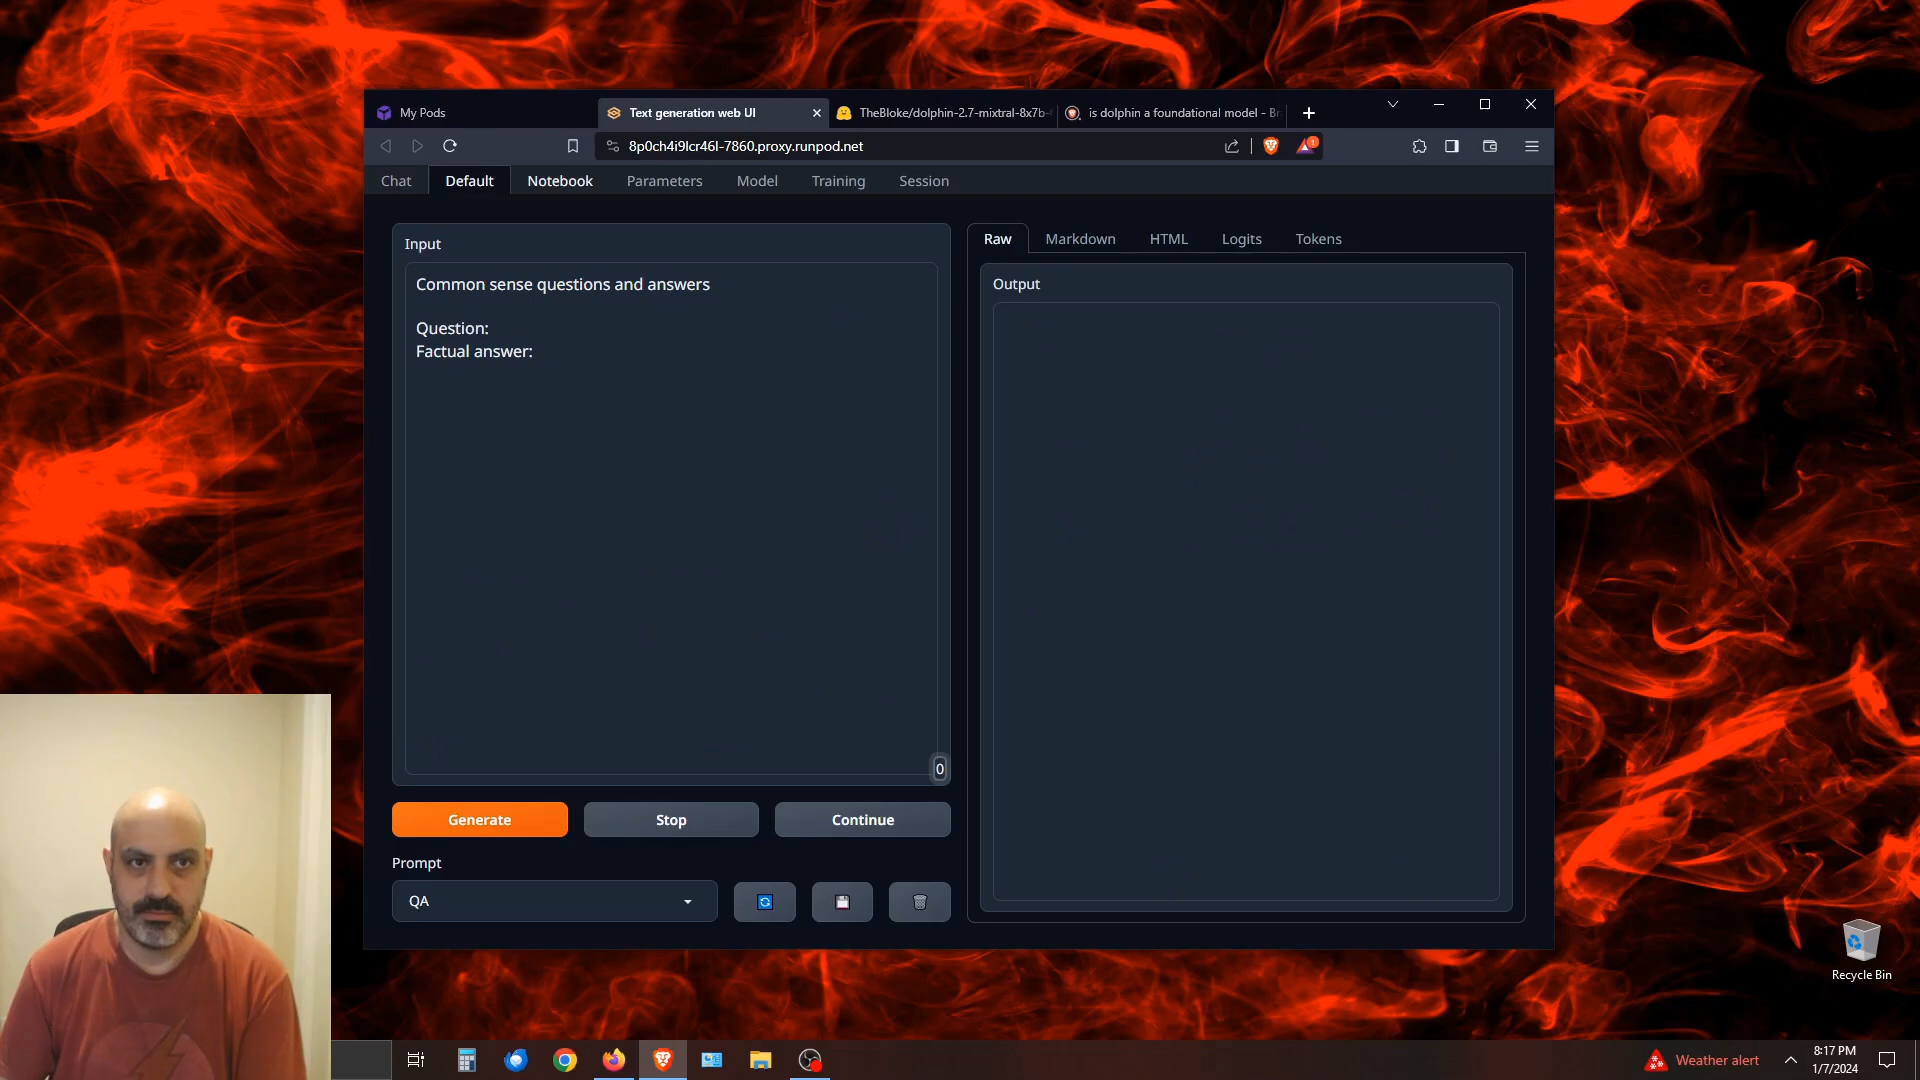 My Pods
Text generation web UI
TheBloke/dolphin-2.7-mixtral-8x7b-
is dolphin a foundational model - Br
8p0ch4i9lcr46l-7860.proxy.runpod.net
1
Chat
Default
Notebook
Parameters
Model
Training
Session
Input
Common sense questions and answers
Question:
Factual answer:
0
Raw
Markdown
HTML
Logits
Tokens
Output
Generate
Stop
Continue
Prompt
QA
Recycle Bin
Weather alert
8:17 PM
1/7/2024